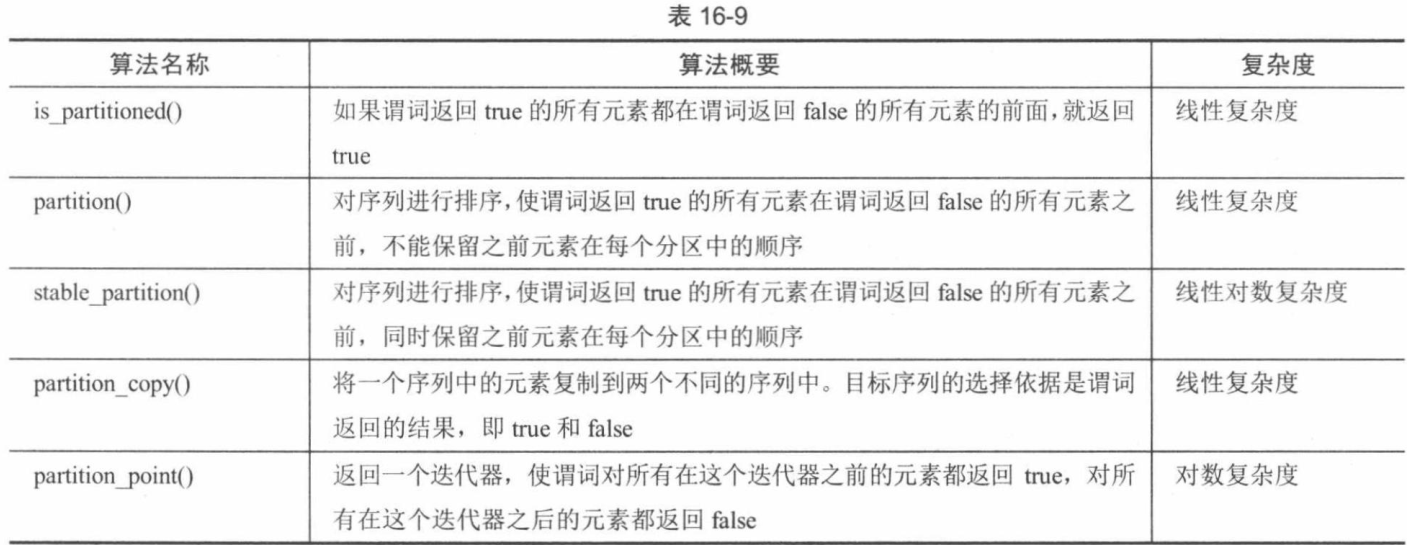 表 16-9
算法名称 算法概要 复杂度
is_partitioned() 如果谓词返回 true 的所有元素都在谓词返回 false 的所有元素的前面,就返回 线性复杂度
true
partition() 对序列进行排序,使谓词返回 true 的所有元素在谓词返回 false 的所有元素之 线性复杂度
前，不能保留之前元素在每个分区中的顺序
stable_partition() 对序列进行排序,使谓词返回 true 的所有元素在谓词返回 false 的所有元素之 线性对数复杂度
前，同时保留之前元素在每个分区中的顺序
partition_copy() 将一个序列中的元素复制到两个不同的序列中。目标序列的选择依据是谓词 线性复杂度
返回的结果，即 true 和 false
partition_point() 返回一个迭代器，使谓词对所有在这个迭代器之前的元素都返回 true，对所 对数复杂度
有在这个迭代器之后的元素都返回 false